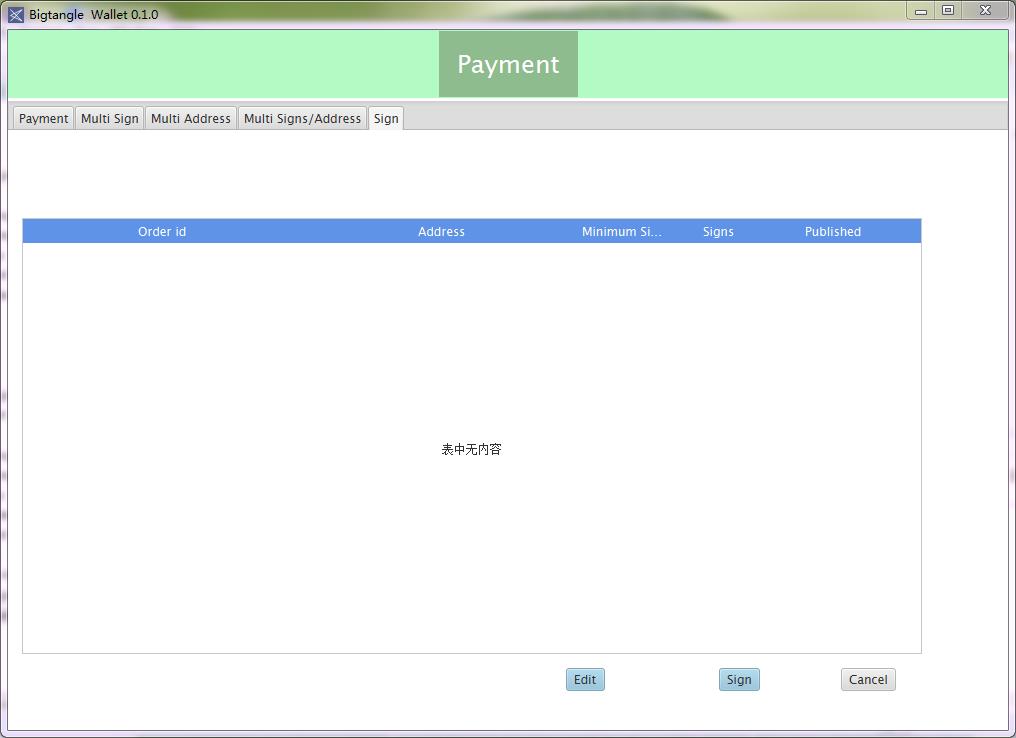 Bigtangle Wallet 0.1.0
Payment
Payment Multi Sign Multi Address Multi Signs/Address Sign
Order id Address Minimum Si... Signs Published
表中无内容
Edit Sign Cancel